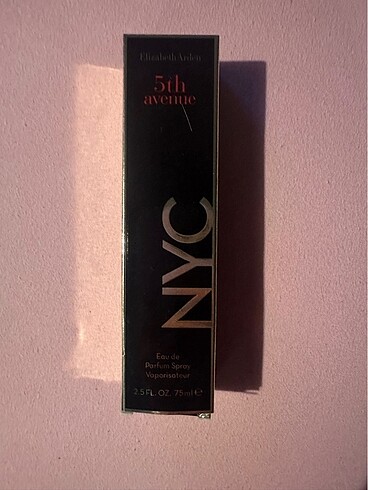 Elizabeth Arden
5th
avenue
NYC
Eau de
Parfum Spray
Vaporisateur
2.5 FL. OZ. 75ml ℮